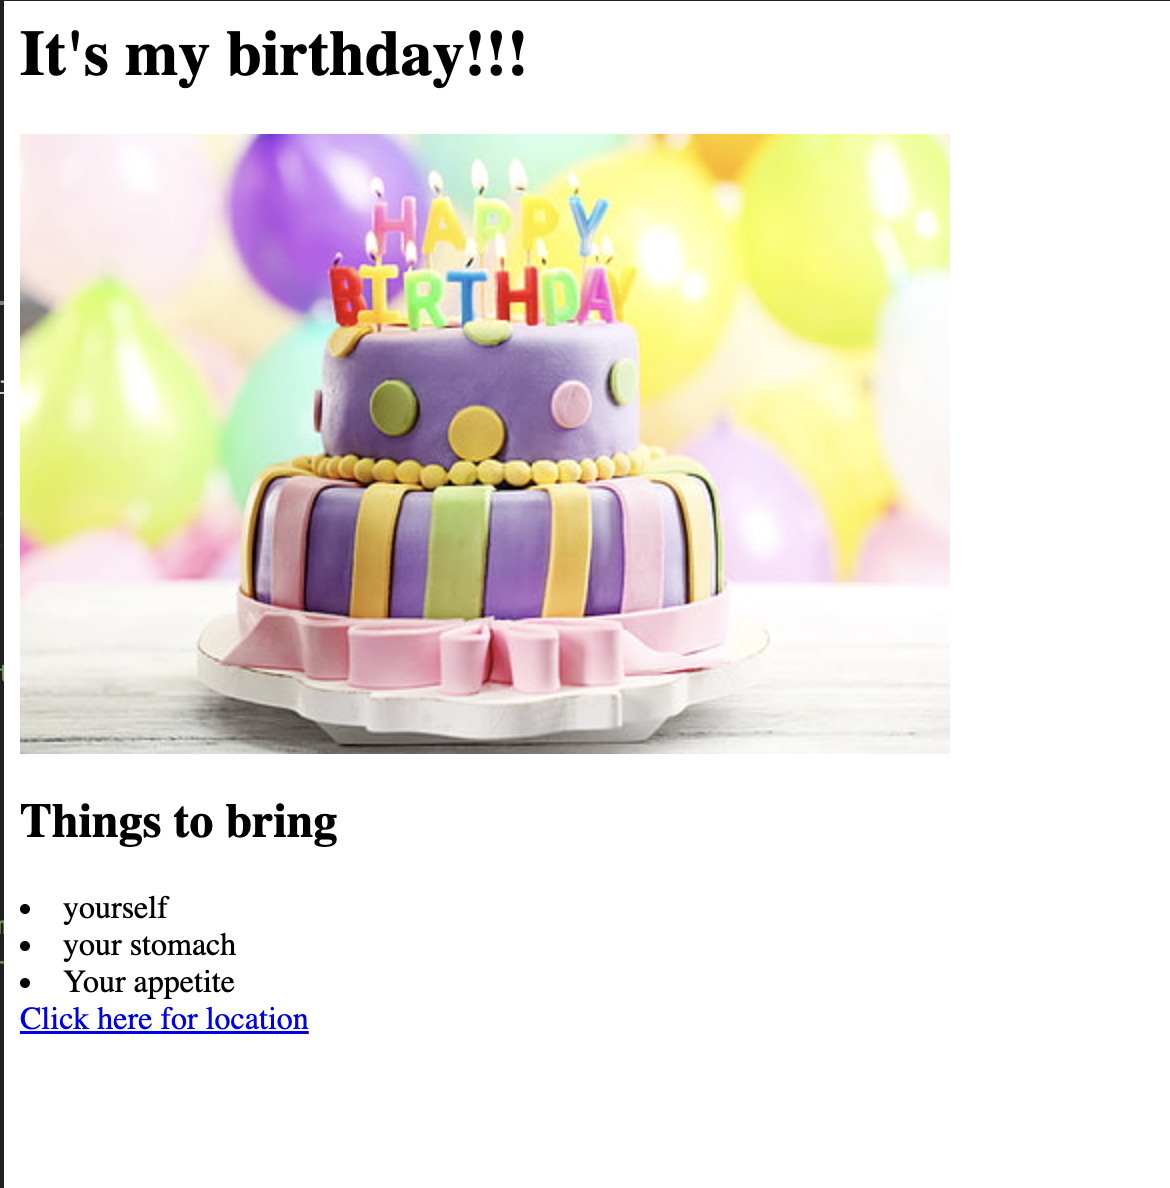 It's my birthday!!!
HAPPY
BIRTHDAY
Things to bring
yourself
your stomach
Your appetite
Click here for location